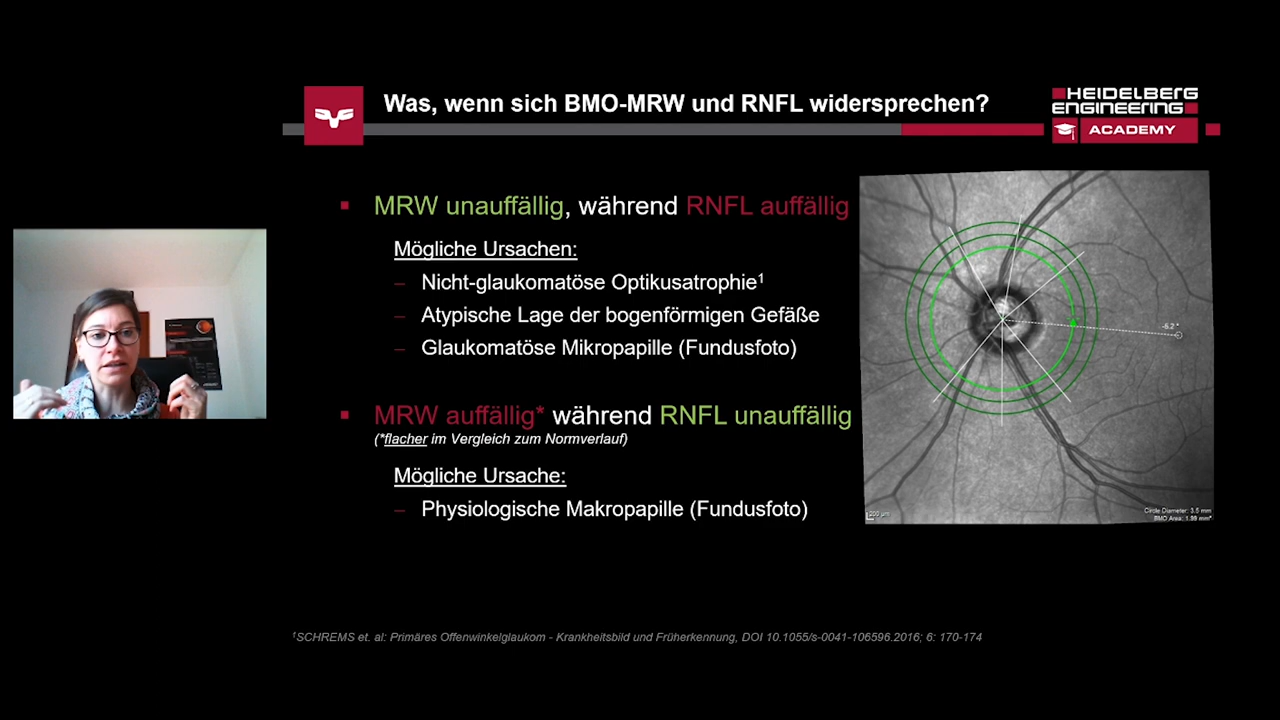 Was, wenn sich BMO-MRW und RNFL widersprechen?
HEIDELBERG
ENGINEERING
ACADEMY
▪ MRW unauffällig, während RNFL auffällig
Mögliche Ursachen:
– Nicht-glaukomatöse Optikusatrophie¹
– Atypische Lage der bogenförmigen Gefäße
– Glaukomatöse Mikropapille (Fundusfoto)
▪ MRW auffällig* während RNFL unauffällig
(*flacher im Vergleich zum Normverlauf)
Mögliche Ursache:
– Physiologische Makropapille (Fundusfoto)
-6.2 °
200 µm
Circle Diameter: 3.5 mm
BMO Area: 1.99 mm²
¹SCHREMS et. al: Primäres Offenwinkelglaukom - Krankheitsbild und Früherkennung, DOI 10.1055/s-0041-106596.2016; 6: 170-174